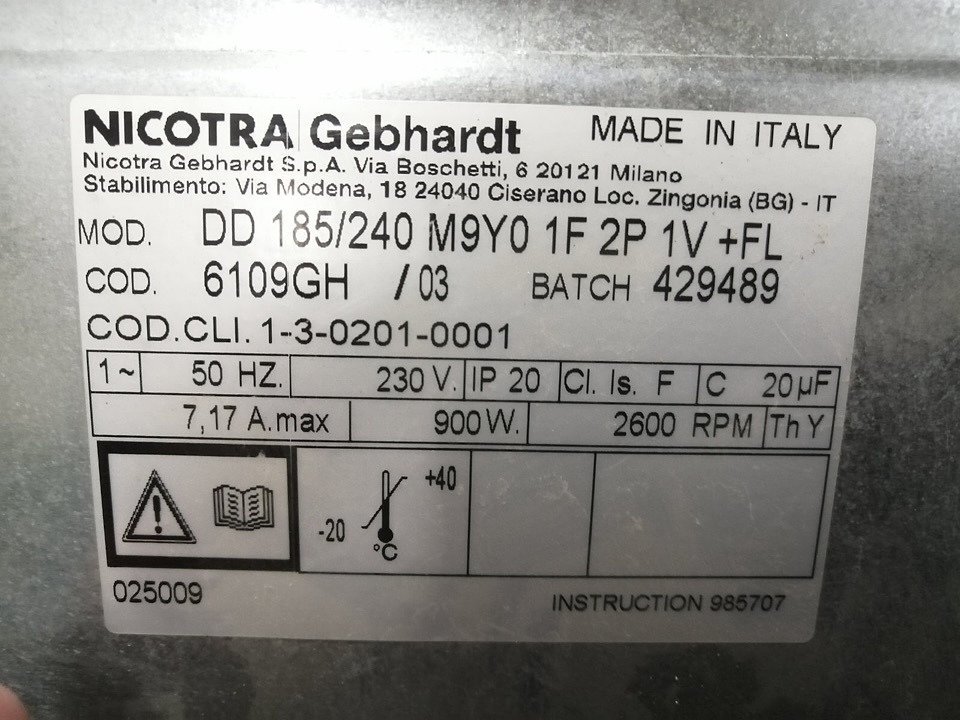 NICOTRA Gebhardt MADE IN ITALY
Nicotra Gebhardt S.p.A. Via Boschetti, 6 20121 Milano
Stabilimento: Via Modena, 18 24040 Ciserano Loc. Zingonia (BG) - IT
MOD. DD 185/240 M9Y0 1F 2P 1V +FL
COD. 6109GH /03 BATCH 429489
COD.CLI. 1-3-0201-0001
1~ 50 HZ. 230 V. IP 20 Cl. Is. F C 20µF
7,17 A.max 900W. 2600 RPM Th Y
+40
-20
°C
025009 INSTRUCTION 985707